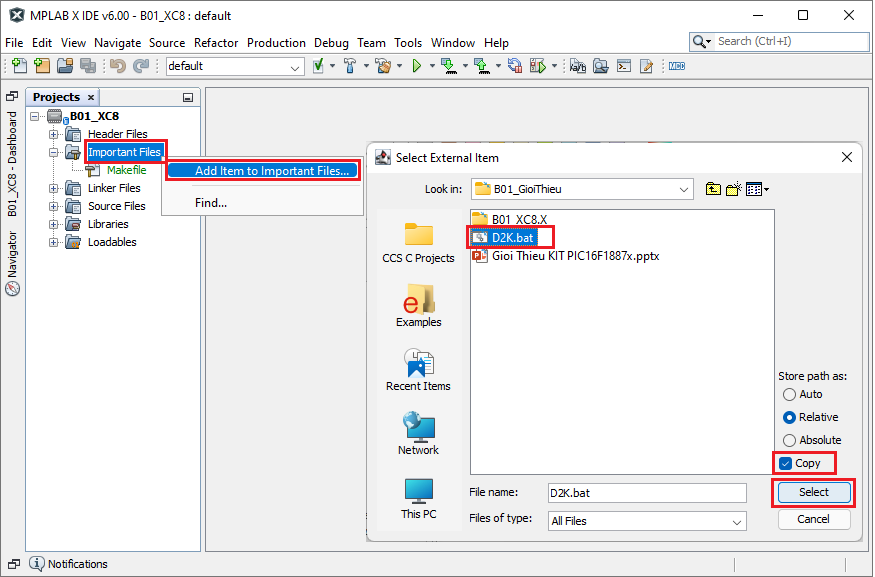 MPLAB X IDE v6.00 - B01_XC8 : default
File Edit View Navigate Source Refactor Production Debug Team Tools Window Help
Search (Ctrl+I)
default
Projects x
B01_XC8 - Dashboard
Navigator
B01_XC8
Header Files
Important Files
Makefile
Linker Files
Source Files
Libraries
Loadables
Add Item to Important Files...
Find...
Select External Item
Look in: B01_GioiThieu
CCS C Projects
Examples
Recent Items
Network
This PC
B01_XC8.X
D2K.bat
Gioi Thieu KIT PIC16F1887x.pptx
Store path as:
Auto
Relative
Absolute
Copy
File name: D2K.bat
Select
Files of type: All Files
Cancel
Notifications